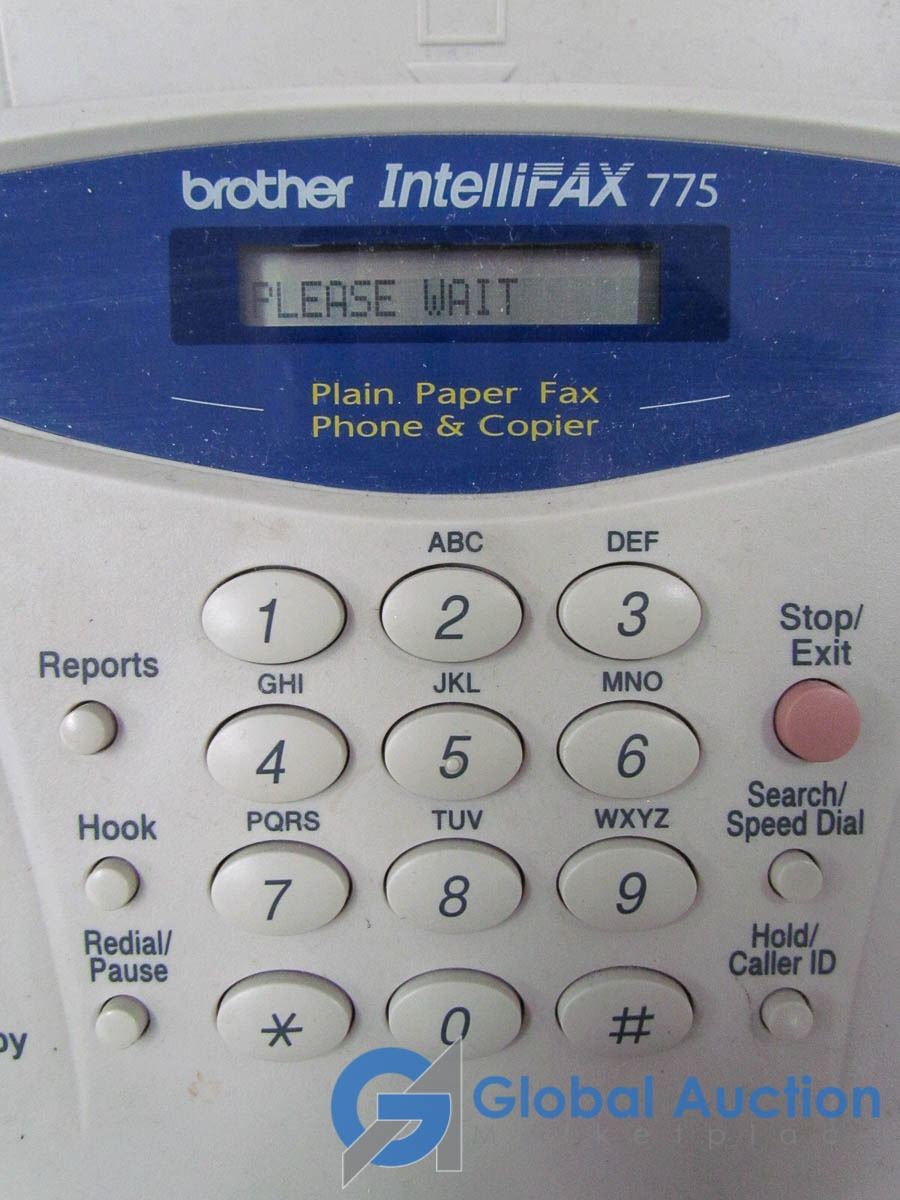 brother IntelliFAX 775
PLEASE WAIT
Plain Paper Fax
Phone & Copier
ABC DEF
1 2 3
Stop/
Exit
Reports
GHI JKL MNO
4 5 6
Search/
Speed Dial
Hook
PQRS TUV WXYZ
7 8 9
Redial/
Pause
Hold/
Caller ID
* 0 #
Global Auction